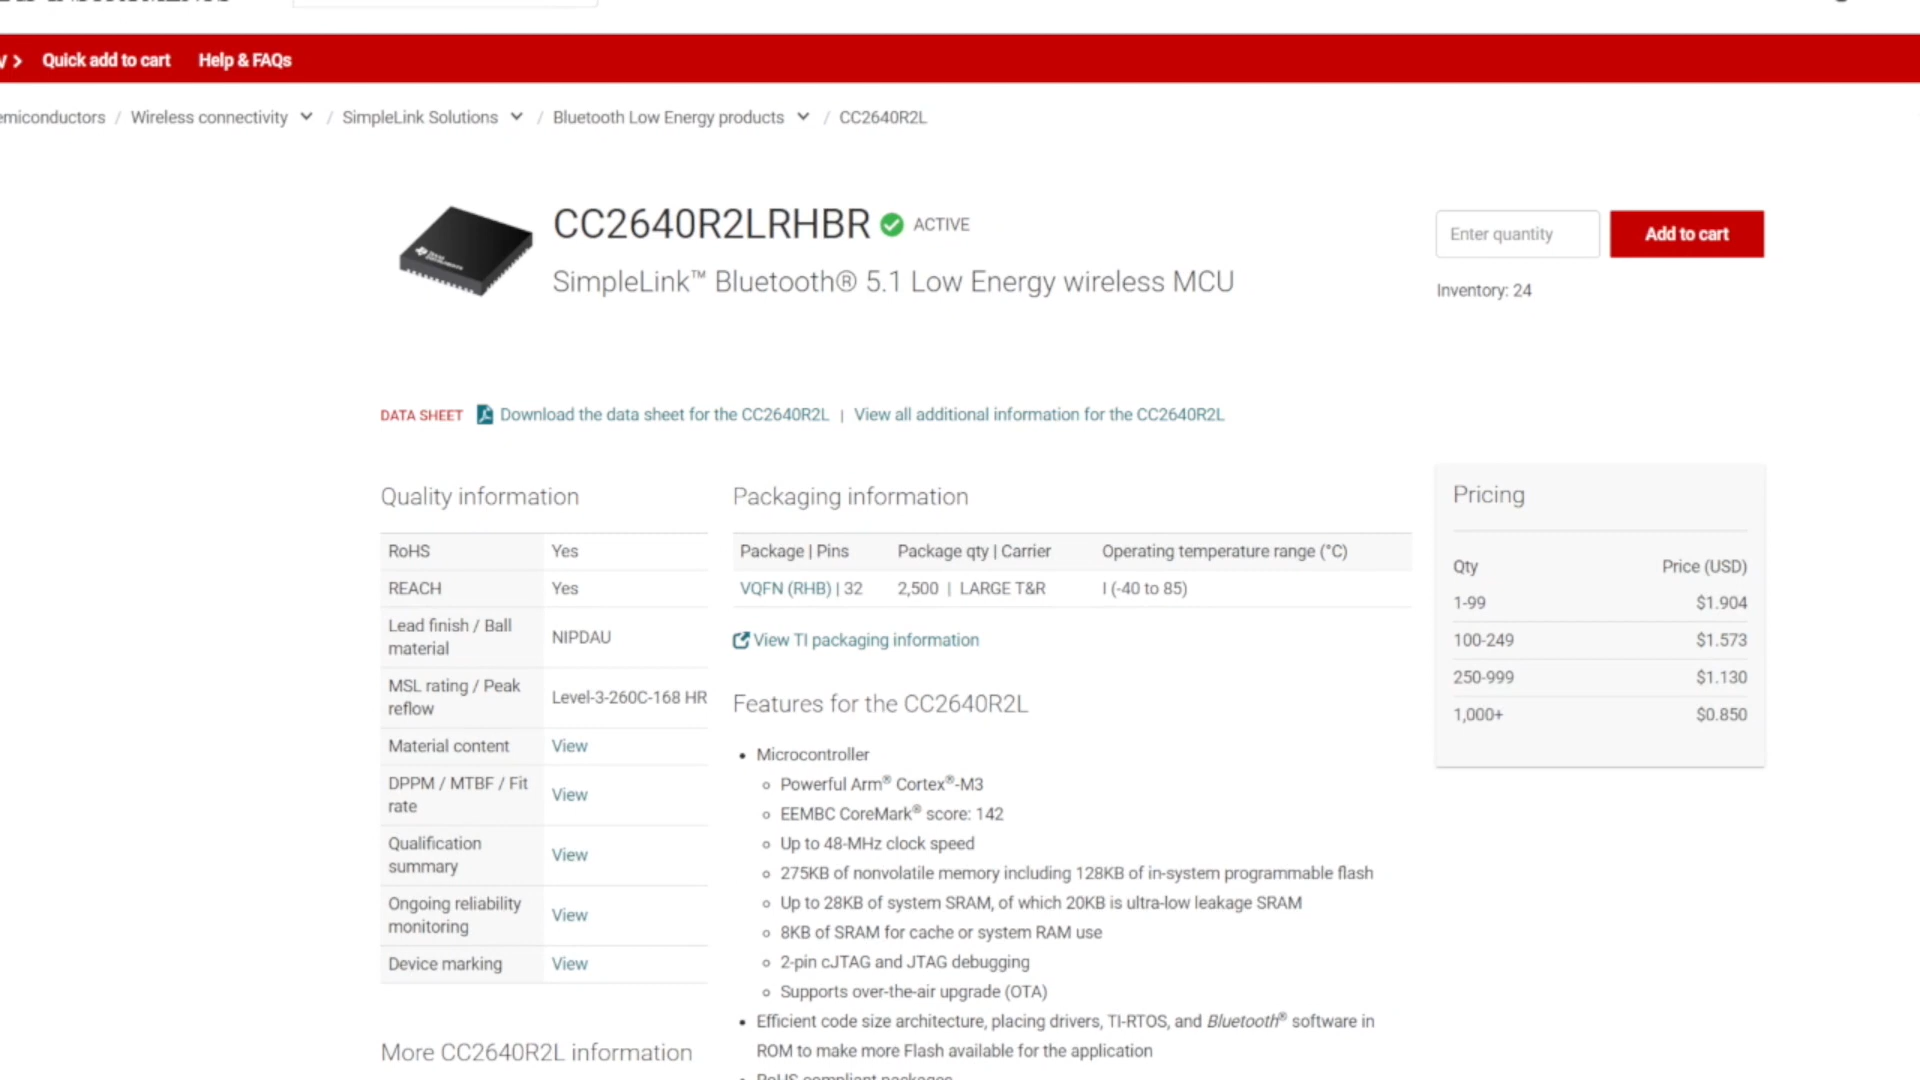 Quick add to cart
Help & FAQs
/ Wireless connectivity / SimpleLink Solutions / Bluetooth Low Energy products / CC2640R2L
CC2640R2LRHBR ACTIVE
SimpleLink™ Bluetooth® 5.1 Low Energy wireless MCU
Enter quantity
Add to cart
Inventory: 24
DATA SHEET Download the data sheet for the CC2640R2L | View all additional information for the CC2640R2L
Quality information
RoHS Yes
REACH Yes
Lead finish / Ball
material NIPDAU
MSL rating / Peak
reflow Level-3-260C-168 HR
Material content View
DPPM / MTBF / Fit
rate View
Qualification
summary View
Ongoing reliability
monitoring View
Device marking View
More CC2640R2L information
Packaging information
Package | Pins Package qty | Carrier Operating temperature range (°C)
VQFN (RHB) | 32 2,500 | LARGE T&R I (-40 to 85)
View TI packaging information
Features for the CC2640R2L
• Microcontroller
Powerful Arm® Cortex®-M3
EEMBC CoreMark® score: 142
Up to 48-MHz clock speed
275KB of nonvolatile memory including 128KB of in-system programmable flash
Up to 28KB of system SRAM, of which 20KB is ultra-low leakage SRAM
8KB of SRAM for cache or system RAM use
2-pin cJTAG and JTAG debugging
Supports over-the-air upgrade (OTA)
• Efficient code size architecture, placing drivers, TI-RTOS, and Bluetooth® software in
ROM to make more Flash available for the application
Pricing
Qty Price (USD)
1-99 $1.904
100-249 $1.573
250-999 $1.130
1,000+ $0.850